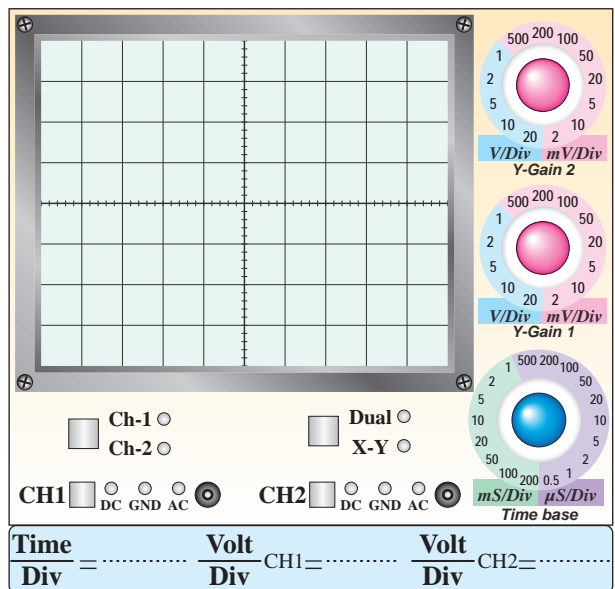 500 200 100
1 50
2 20
5 5
10 10
20 2
V/Div mV/Div
Y-Gain 2
500 200 100
1 50
2 20
5 5
10 10
20 2
V/Div mV/Div
Y-Gain 1
1 500 200 100
2 50
5 20
10 10
20 5
50 2
100 200 0.5 1
mS/Div µS/Div
Time base
Ch-1
Ch-2
Dual
X-Y
CH1 DC GND AC
CH2 DC GND AC
Time
Div = ............
Volt
Div CH1= ............
Volt
Div CH2= ............